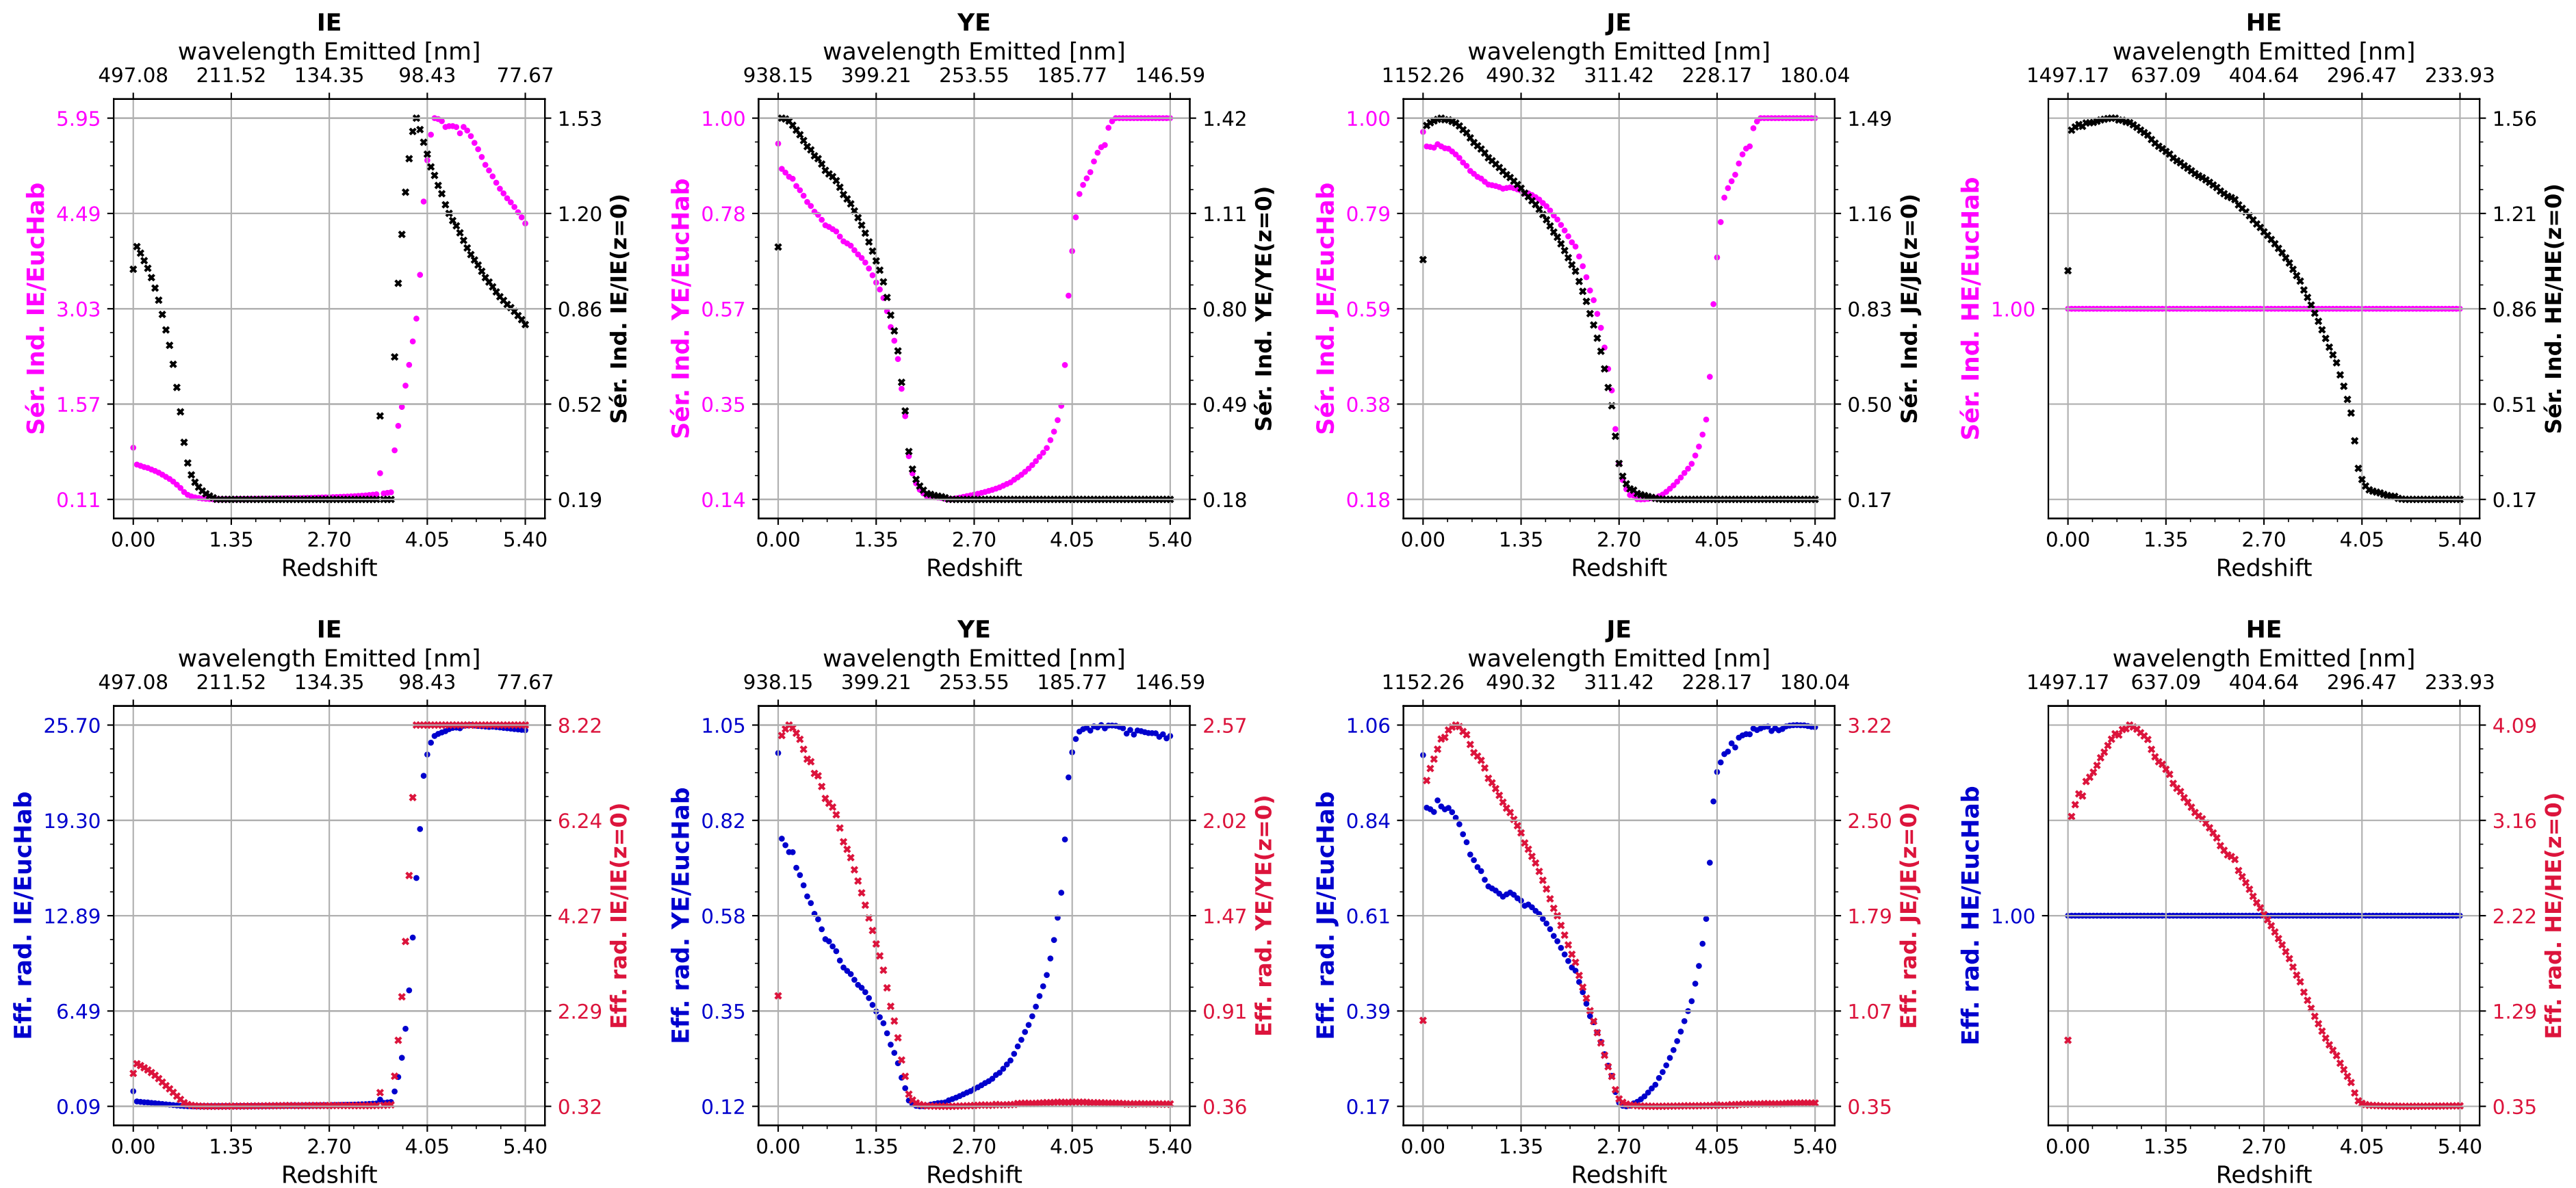 IE
wavelength Emitted [nm]
497.08 211.52 134.35 98.43 77.67
5.95
4.49
3.03
1.57
0.11
Sér. Ind. IE/EucHab
1.53
1.20
0.86
0.52
0.19
Sér. Ind. IE/IE(z=0)
0.00 1.35 2.70 4.05 5.40
Redshift
YE
wavelength Emitted [nm]
938.15 399.21 253.55 185.77 146.59
1.00
0.78
0.57
0.35
0.14
Sér. Ind. YE/EucHab
1.42
1.11
0.80
0.49
0.18
Sér. Ind. YE/YE(z=0)
0.00 1.35 2.70 4.05 5.40
Redshift
JE
wavelength Emitted [nm]
1152.26 490.32 311.42 228.17 180.04
1.00
0.79
0.59
0.38
0.18
Sér. Ind. JE/EucHab
1.49
1.16
0.83
0.50
0.17
Sér. Ind. JE/JE(z=0)
0.00 1.35 2.70 4.05 5.40
Redshift
HE
wavelength Emitted [nm]
1497.17 637.09 404.64 296.47 233.93
1.00
Sér. Ind. HE/EucHab
1.56
1.21
0.86
0.51
0.17
Sér. Ind. HE/HE(z=0)
0.00 1.35 2.70 4.05 5.40
Redshift
IE
wavelength Emitted [nm]
497.08 211.52 134.35 98.43 77.67
25.70
19.30
12.89
6.49
0.09
Eff. rad. IE/EucHab
8.22
6.24
4.27
2.29
0.32
Eff. rad. IE/IE(z=0)
0.00 1.35 2.70 4.05 5.40
Redshift
YE
wavelength Emitted [nm]
938.15 399.21 253.55 185.77 146.59
1.05
0.82
0.58
0.35
0.12
Eff. rad. YE/EucHab
2.57
2.02
1.47
0.91
0.36
Eff. rad. YE/YE(z=0)
0.00 1.35 2.70 4.05 5.40
Redshift
JE
wavelength Emitted [nm]
1152.26 490.32 311.42 228.17 180.04
1.06
0.84
0.61
0.39
0.17
Eff. rad. JE/EucHab
3.22
2.50
1.79
1.07
0.35
Eff. rad. JE/JE(z=0)
0.00 1.35 2.70 4.05 5.40
Redshift
HE
wavelength Emitted [nm]
1497.17 637.09 404.64 296.47 233.93
1.00
Eff. rad. HE/EucHab
4.09
3.16
2.22
1.29
0.35
Eff. rad. HE/HE(z=0)
0.00 1.35 2.70 4.05 5.40
Redshift